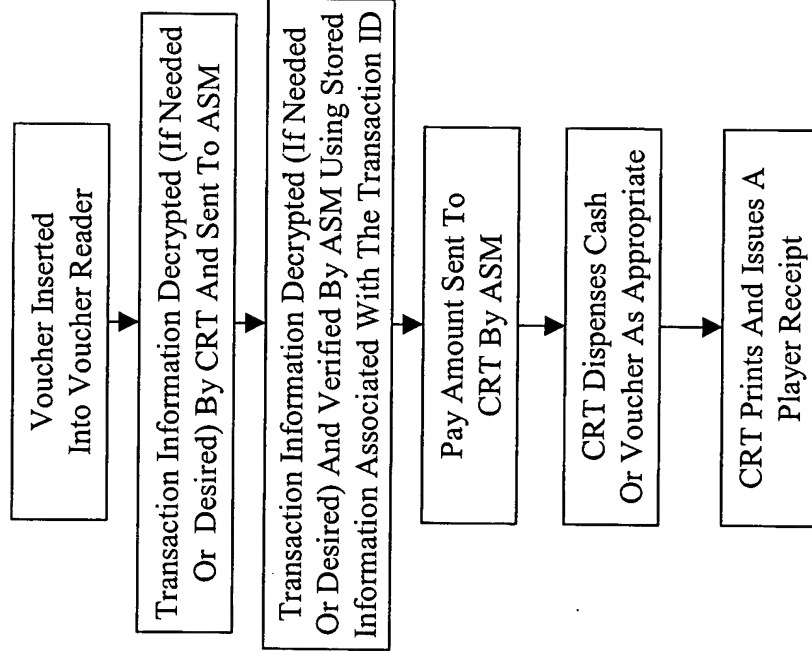 Voucher Inserted
Into Voucher Reader
Transaction Information Decrypted (If Needed
Or Desired) By CRT And Sent To ASM
Transaction Information Decrypted (If Needed
Or Desired) And Verified By ASM Using Stored
Information Associated With The Transaction ID
Pay Amount Sent To
CRT By ASM
CRT Dispenses Cash
Or Voucher As Appropriate
CRT Prints And Issues A
Player Receipt